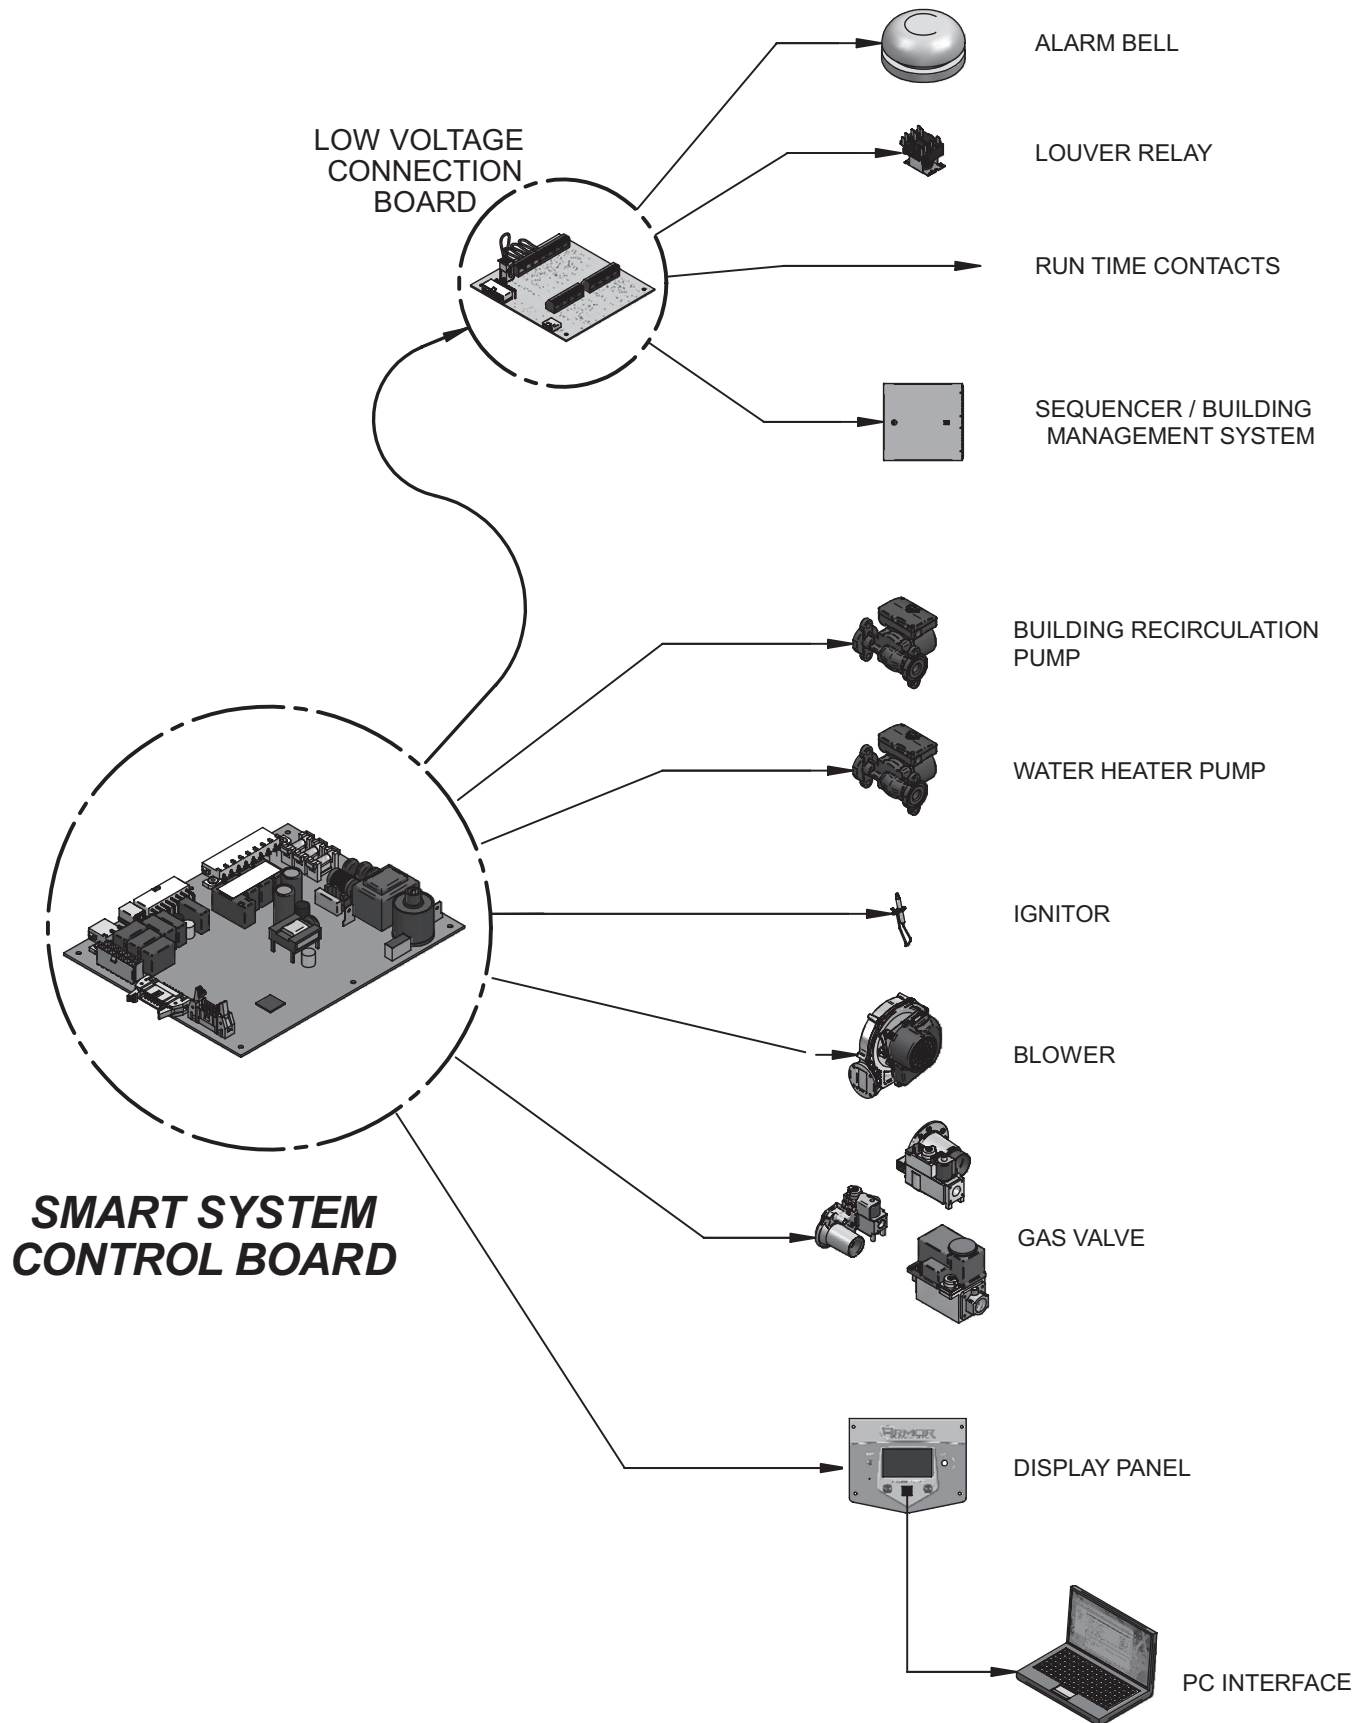 ALARM BELL
LOW VOLTAGE
CONNECTION
BOARD
LOUVER RELAY
RUN TIME CONTACTS
SEQUENCER / BUILDING
MANAGEMENT SYSTEM
BUILDING RECIRCULATION
PUMP
WATER HEATER PUMP
IGNITOR
BLOWER
SMART SYSTEM
CONTROL BOARD
GAS VALVE
ARMOR
DISPLAY PANEL
PC INTERFACE